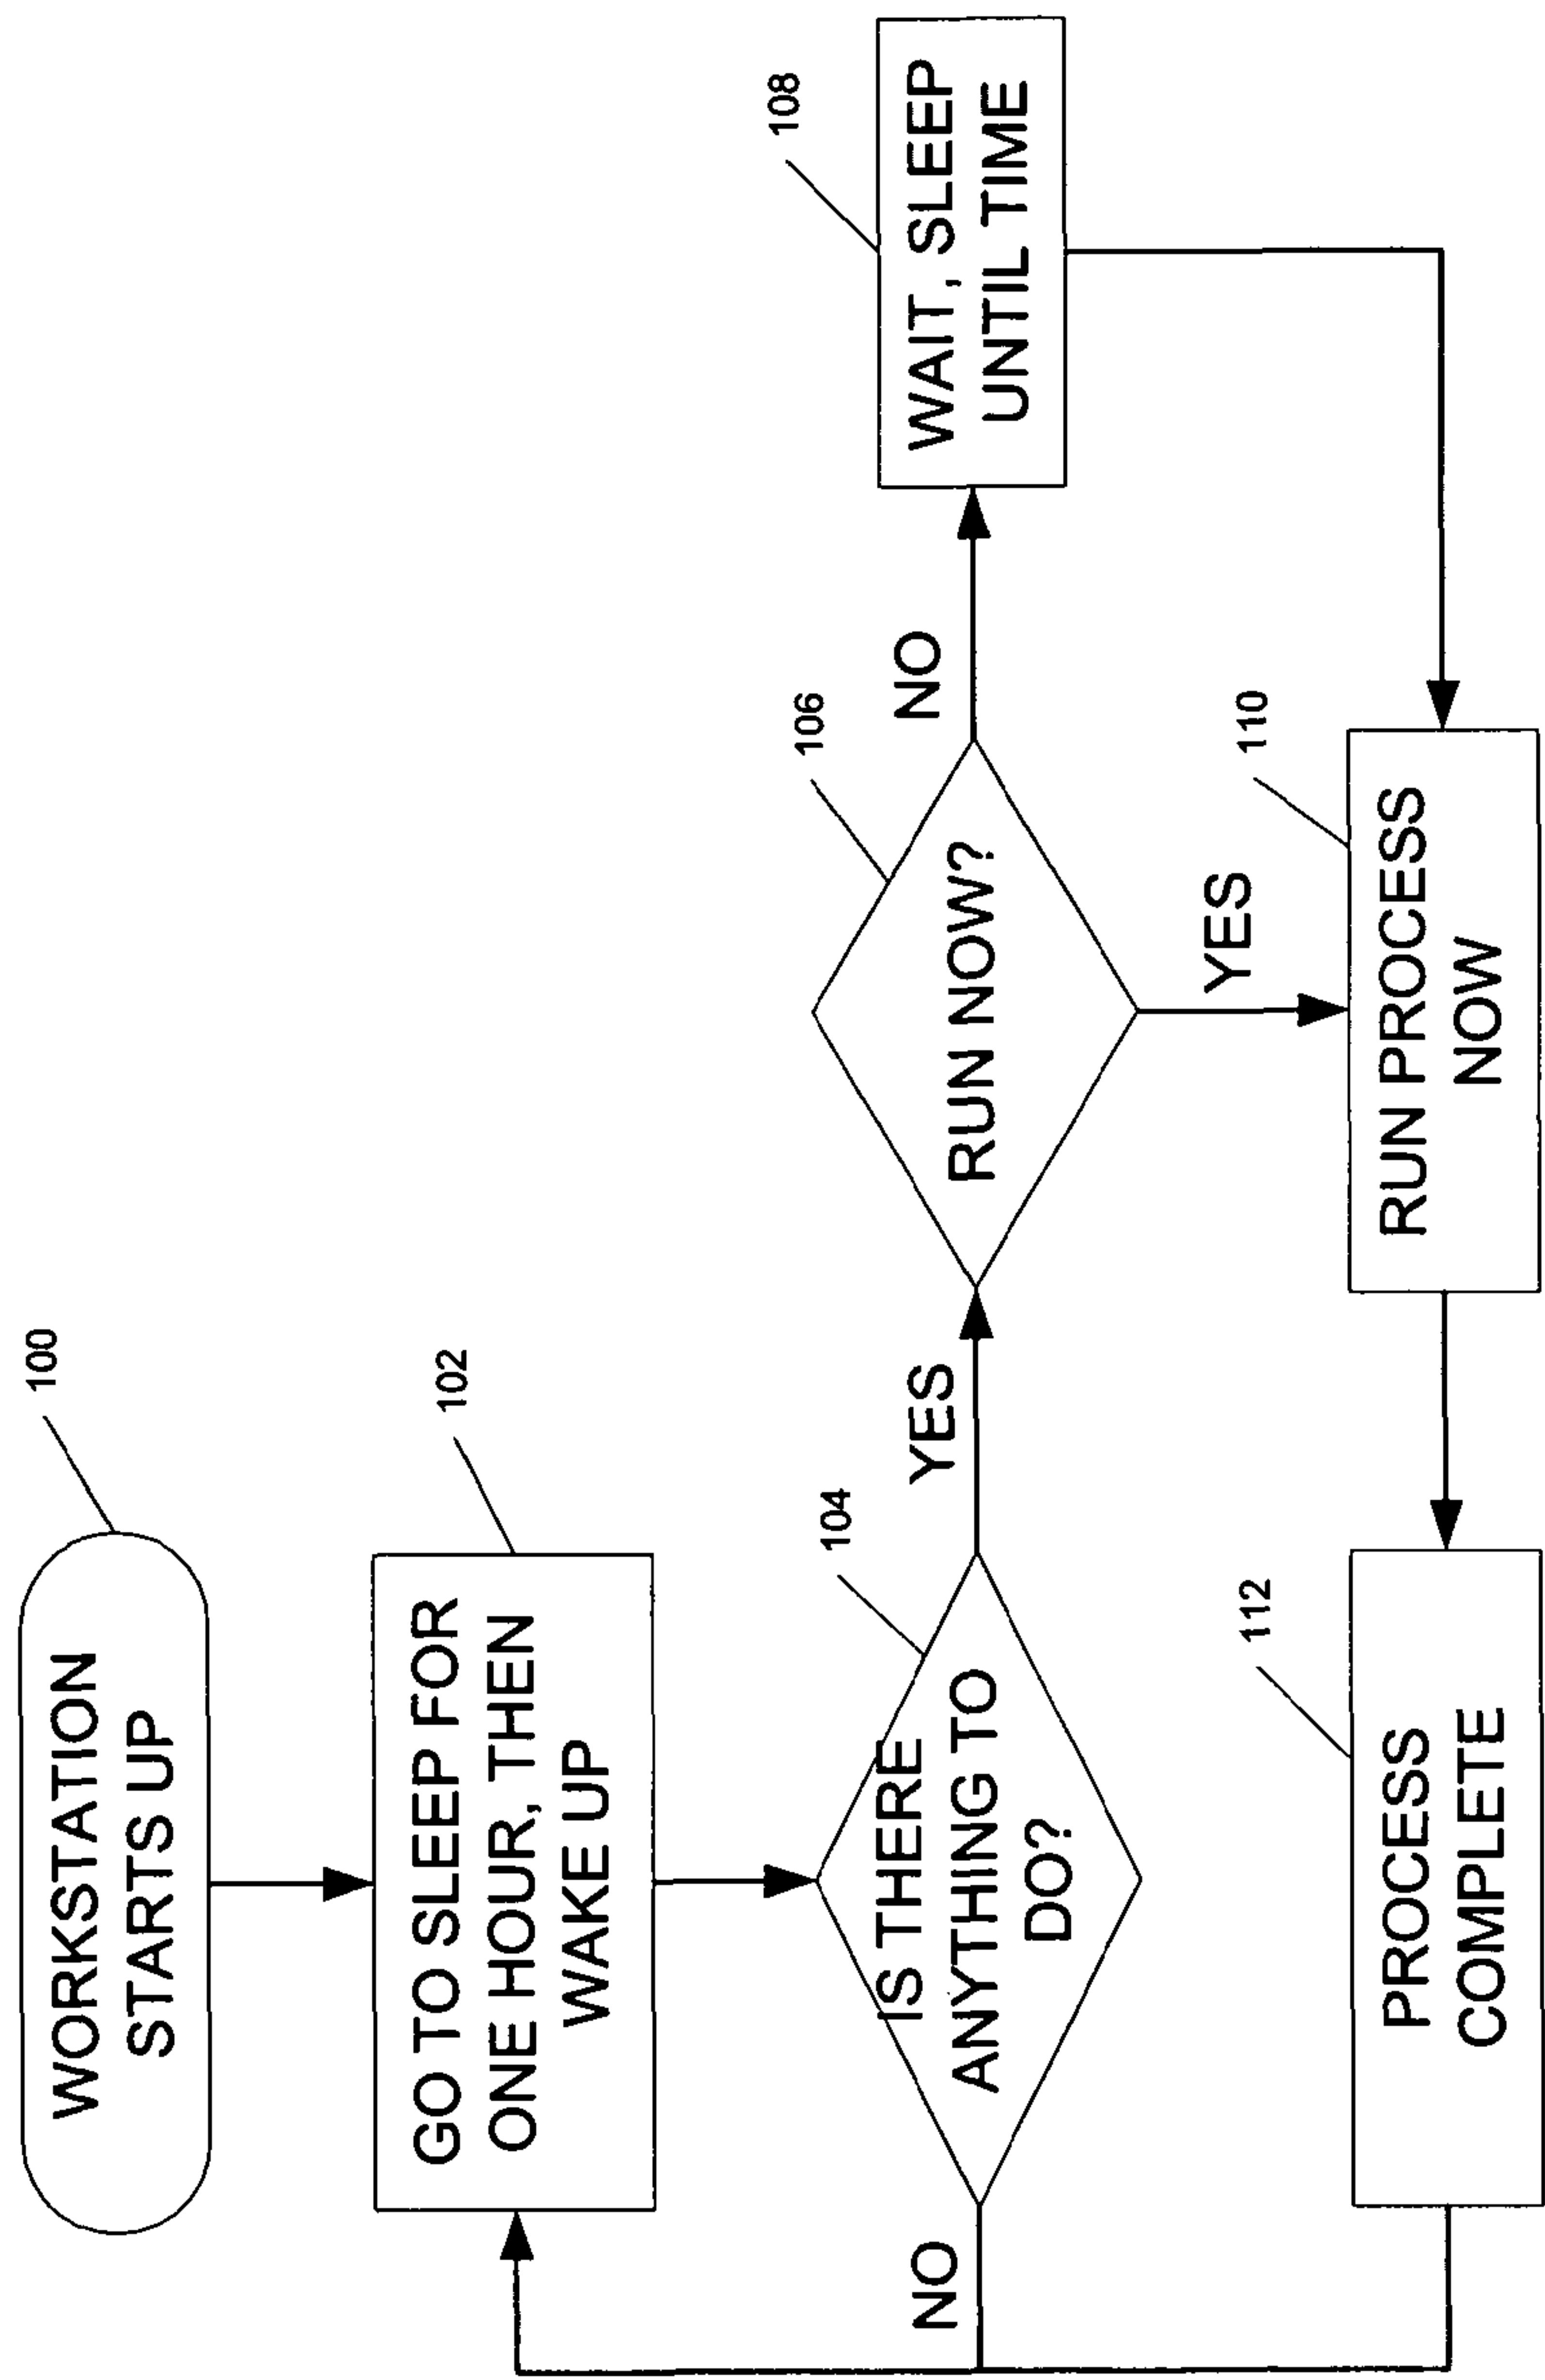 100
WORKSTATION
STARTS UP
102
GO TO SLEEP FOR
ONE HOUR, THEN
WAKE UP
104
IS THERE
ANYTHING TO
DO?
NO
YES
106
RUN NOW?
NO
108
WAIT, SLEEP
UNTIL TIME
YES
110
RUN PROCESS
NOW
112
PROCESS
COMPLETE